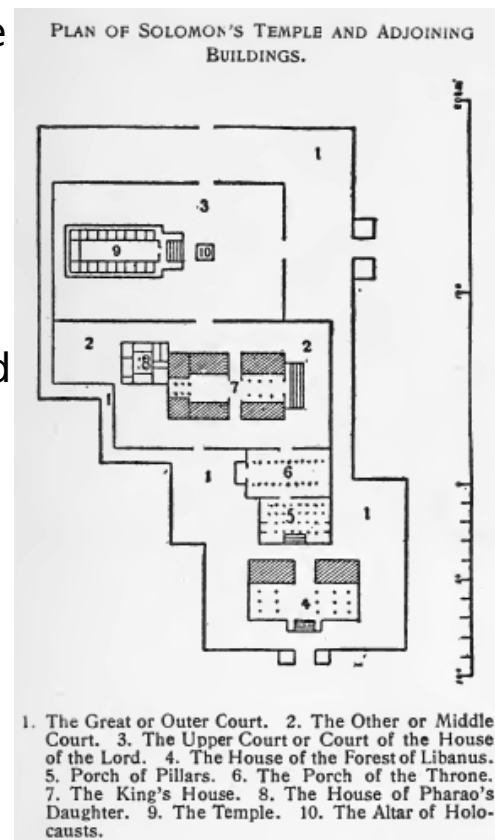 e
PLAN OF SOLOMON'S TEMPLE AND ADJOINING
BUILDINGS.
1
3
9
10
2
8
2
7
1
6
1
5
1
4
1. The Great or Outer Court. 2. The Other or Middle
Court. 3. The Upper Court or Court of the House
of the Lord. 4. The House of the Forest of Libanus.
5. Porch of Pillars. 6. The Porch of the Throne.
7. The King's House. 8. The House of Pharao's
Daughter. 9. The Temple. 10. The Altar of Holo-
causts.
d